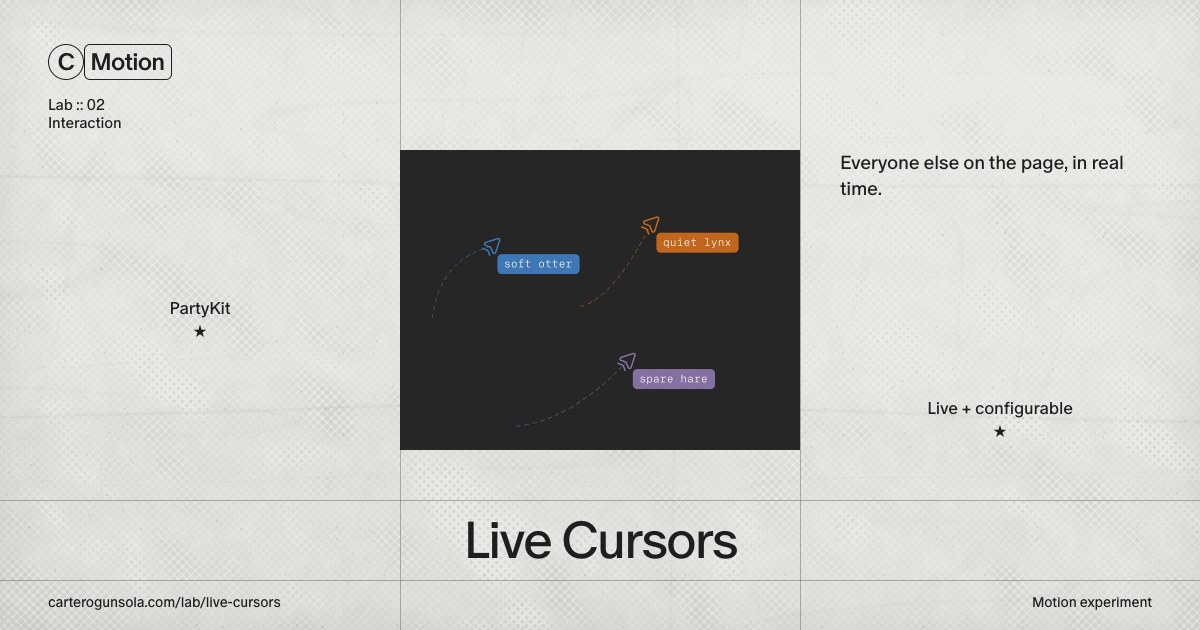 C Motion
Lab :: 02
Interaction
Everyone else on the page, in real
time.
quiet lynx
soft otter
PartyKit
★
spare hare
Live + configurable
★
Live Cursors
carterogunsola.com/lab/live-cursors
Motion experiment